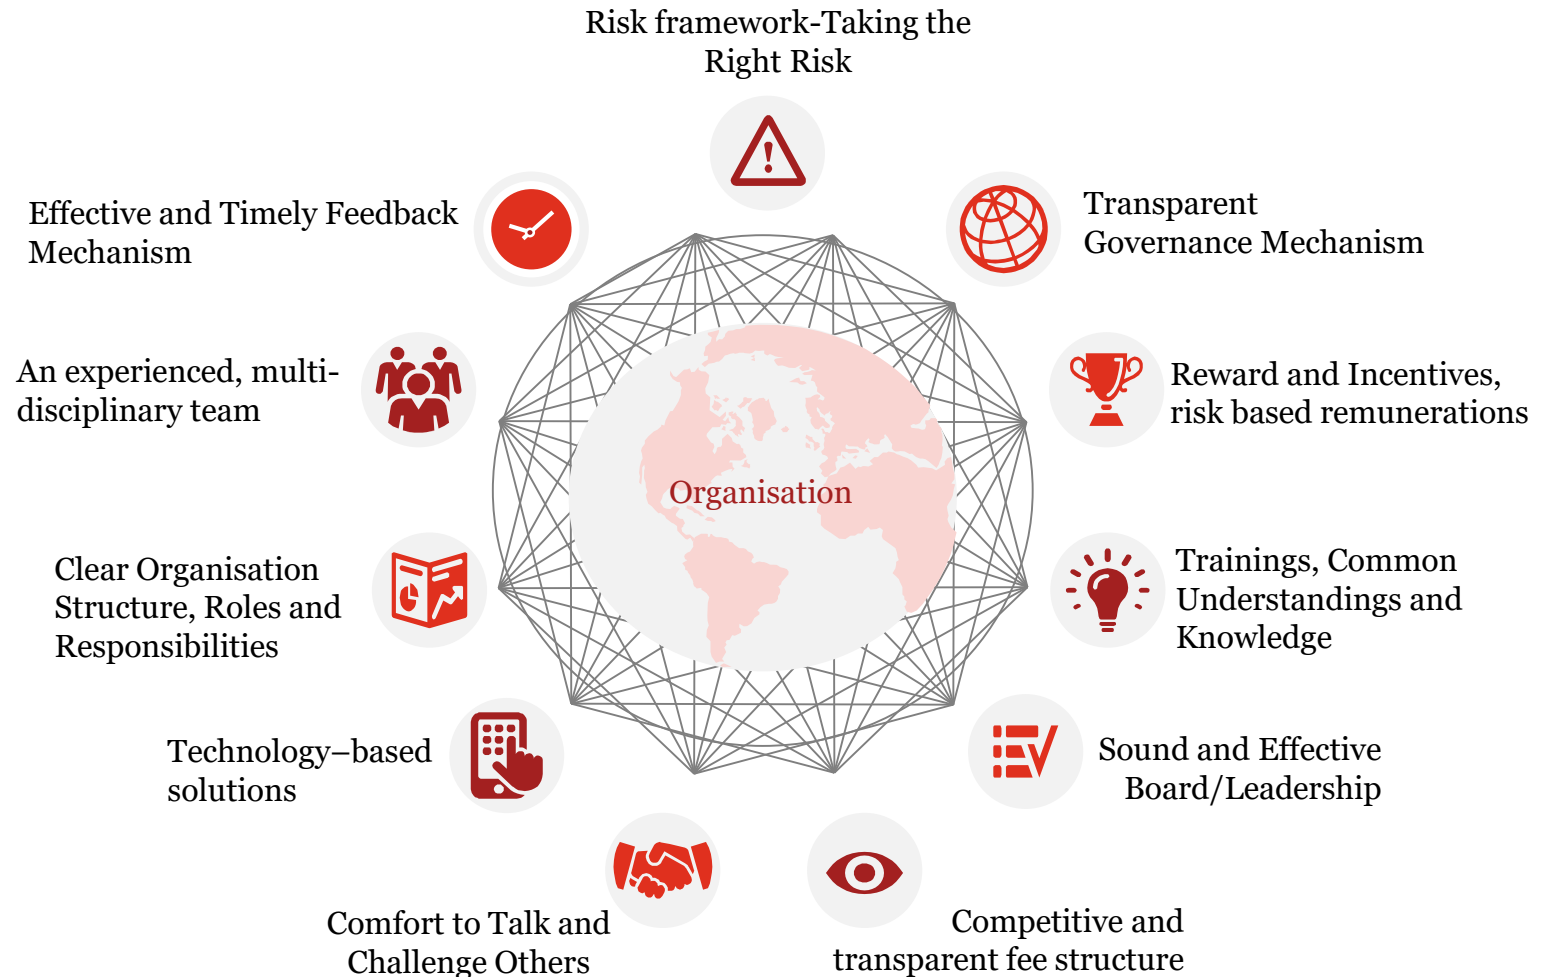 Risk framework-Taking the
Right Risk
Effective and Timely Feedback
Mechanism
Transparent
Governance Mechanism
An experienced, multi-
disciplinary team
Reward and Incentives,
risk based remunerations
Organisation
Clear Organisation
Structure, Roles and
Responsibilities
Trainings, Common
Understandings and
Knowledge
Technology–based
solutions
Sound and Effective
Board/Leadership
Comfort to Talk and
Challenge Others
Competitive and
transparent fee structure